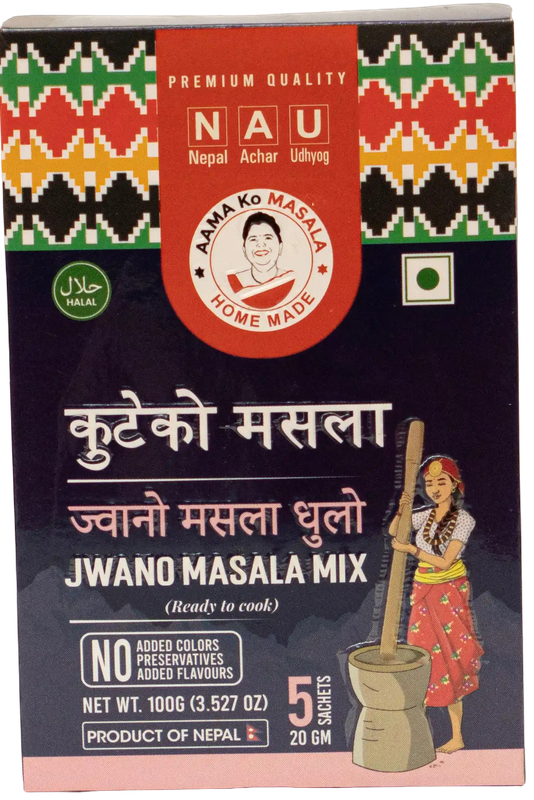 PREMIUM QUALITY
N A U
Nepal Achar Udhyog
AAMA Ko MASALA
HOME MADE
حلال
HALAL
कुटेको मसला
ज्वानो मसला धुलो
JWANO MASALA MIX
(Ready to cook)
NO ADDED COLORS
PRESERVATIVES
ADDED FLAVOURS
NET WT. 100G (3.527 OZ)
PRODUCT OF NEPAL
5 SACHETS
20 GM